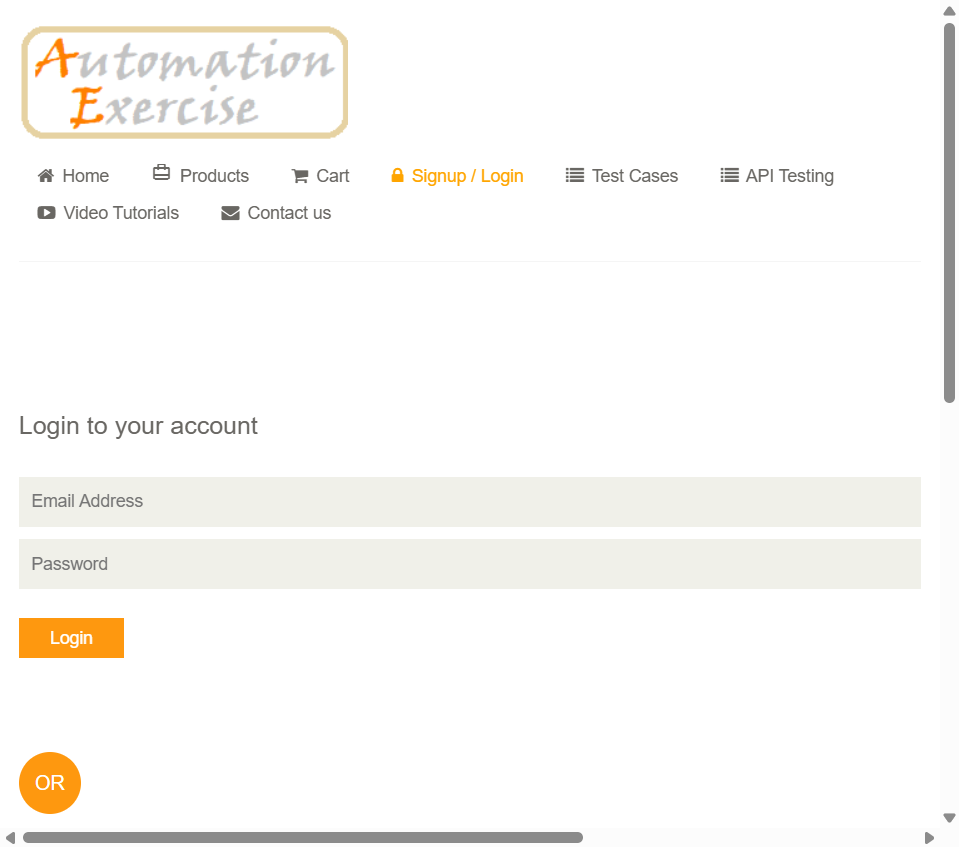 Automation
Exercise
Home Products Cart Signup / Login Test Cases API Testing
Video Tutorials Contact us
Login to your account
Email Address
Password
Login
OR